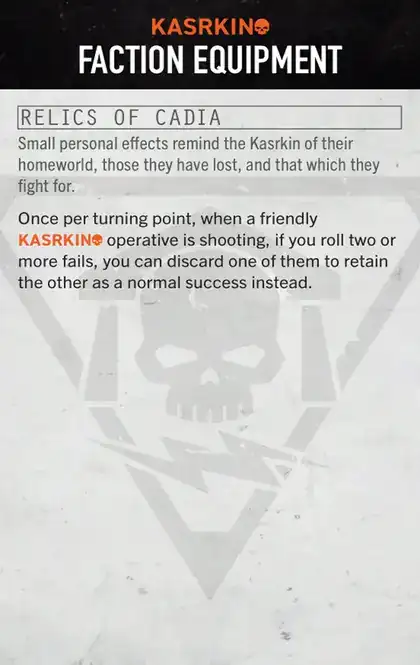 KASRKIN
FACTION EQUIPMENT
RELICS OF CADIA
Small personal effects remind the Kasrkin of their
homeworld, those they have lost, and that which they
fight for.
Once per turning point, when a friendly
KASRKIN operative is shooting, if you roll two or
more fails, you can discard one of them to retain
the other as a normal success instead.